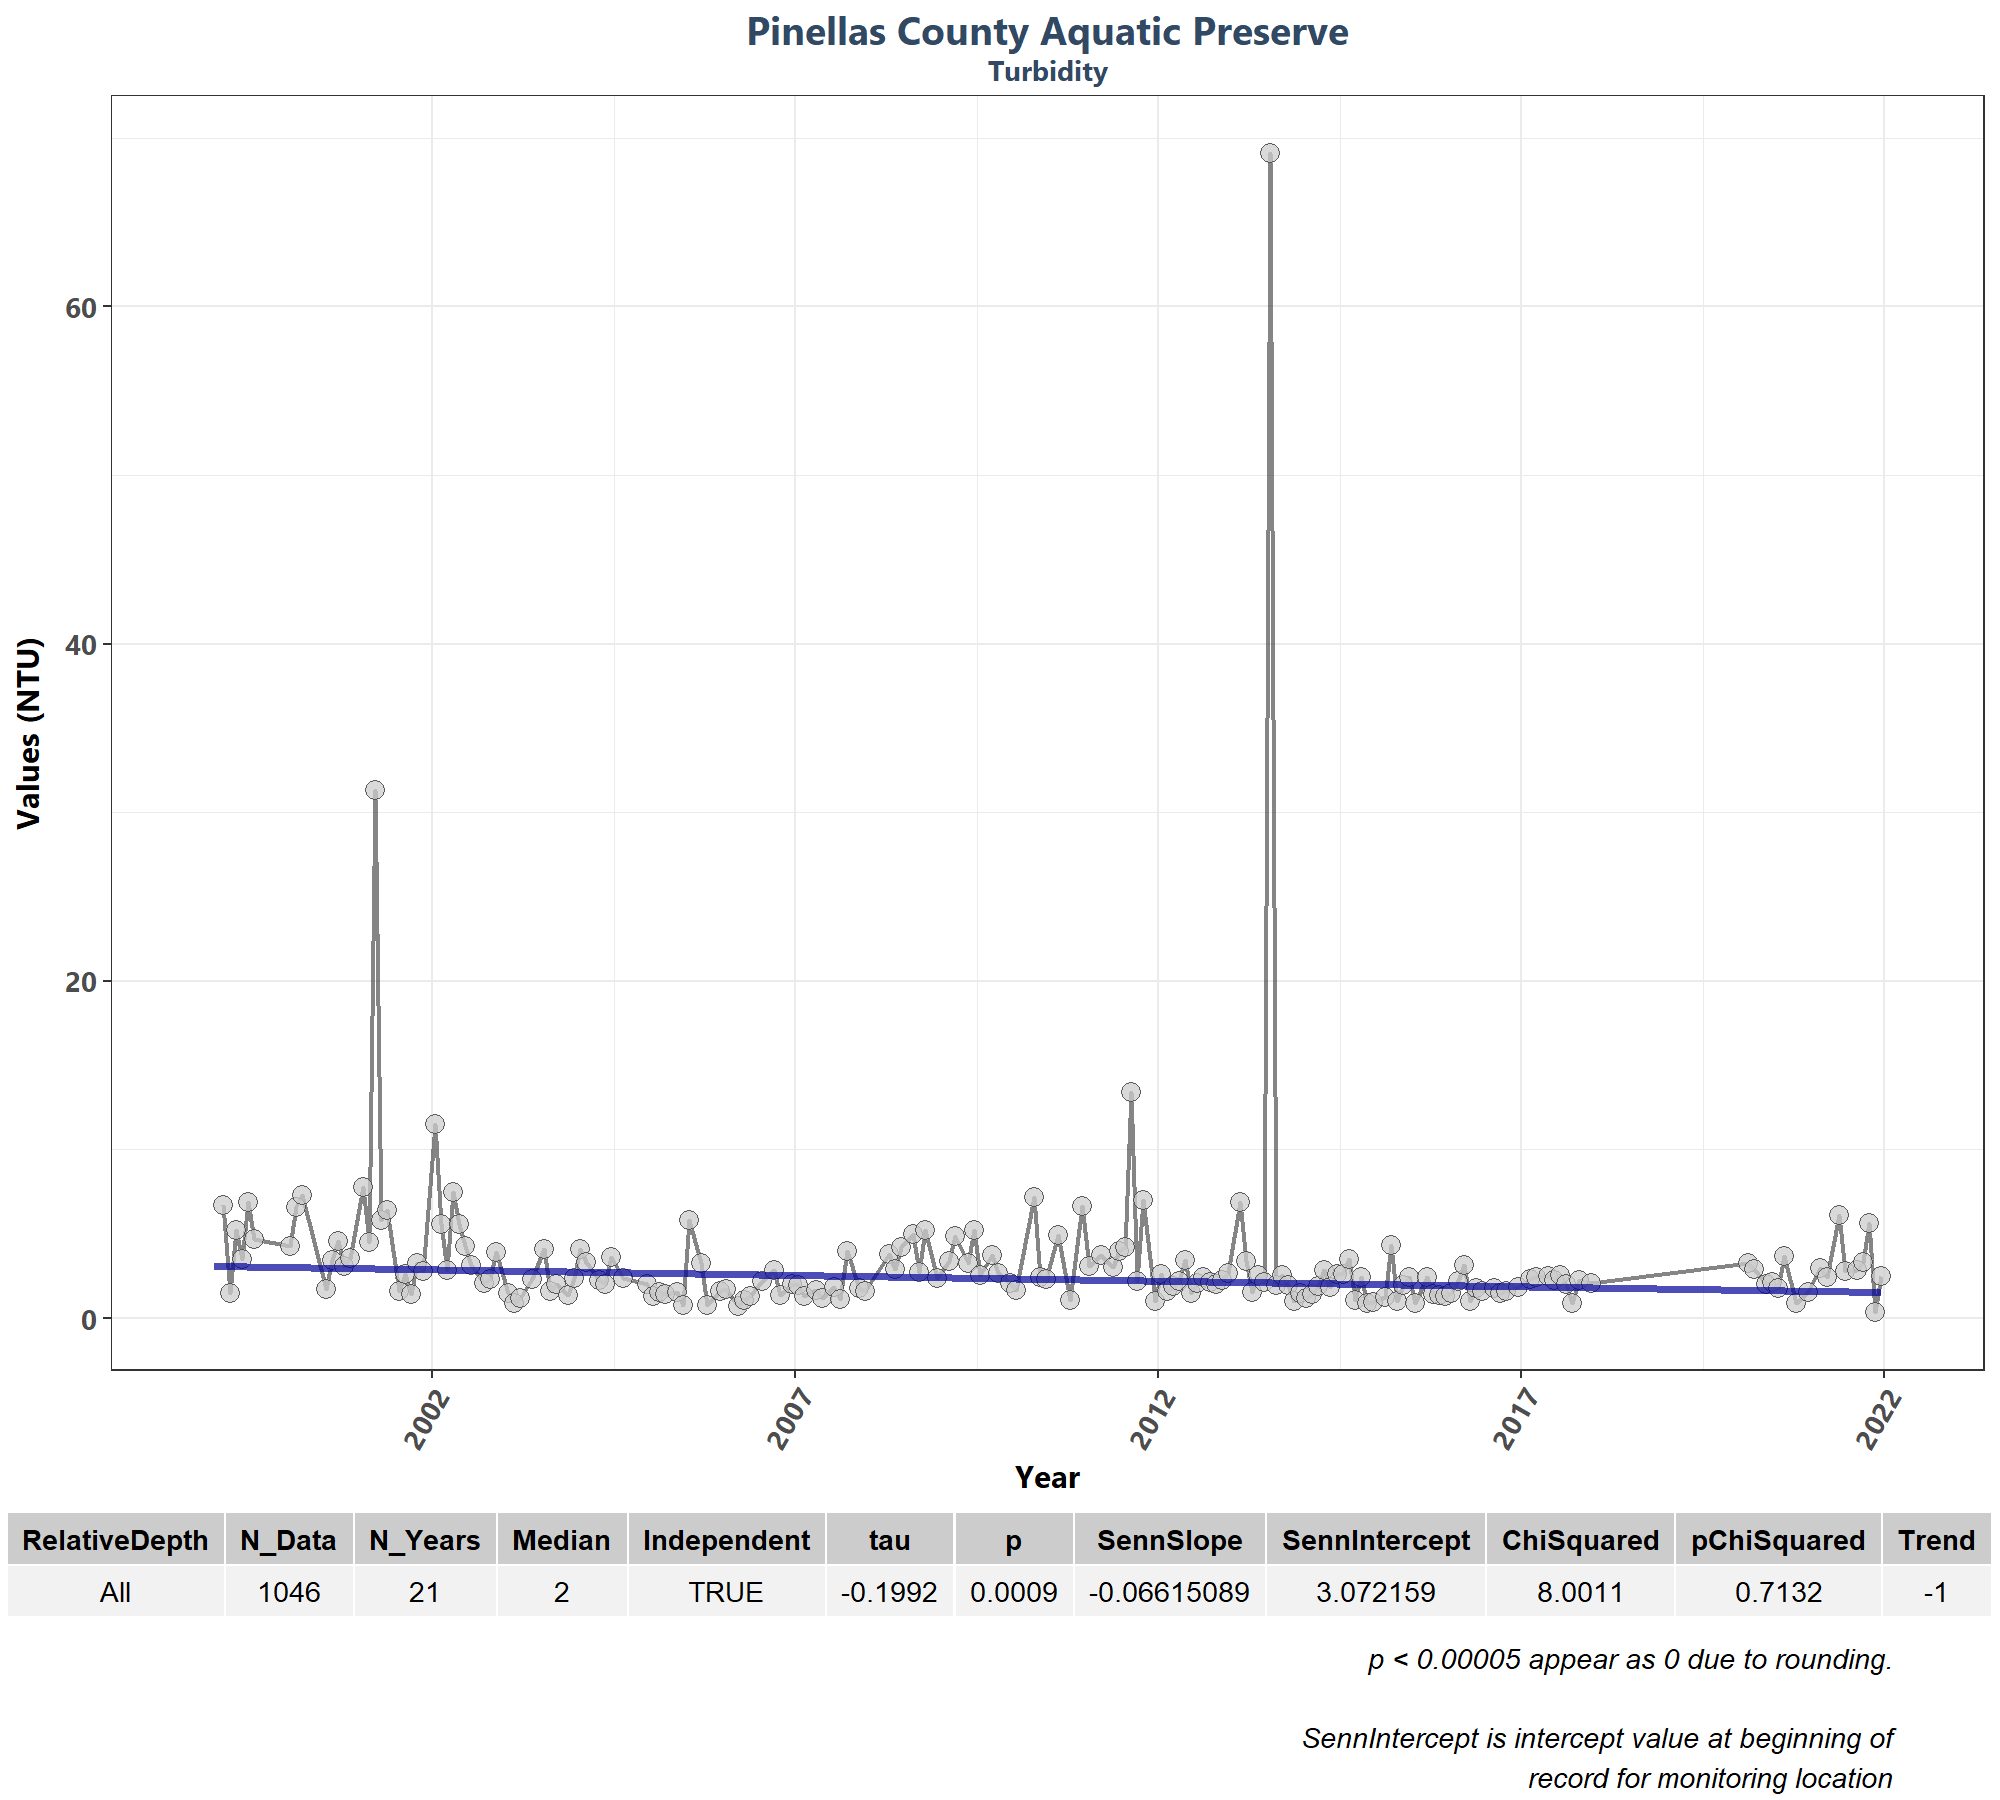 Pinellas County Aquatic Preserve
Turbidity
Values (NTU)
60
40
20
0
2002 2007 2012 2017 2022
Year
RelativeDepth N_Data N_Years Median Independent tau p SennSlope SennIntercept ChiSquared pChiSquared Trend
All 1046 21 2 TRUE -0.1992 0.0009 -0.06615089 3.072159 8.0011 0.7132 -1
p < 0.00005 appear as 0 due to rounding.
SennIntercept is intercept value at beginning of
record for monitoring location